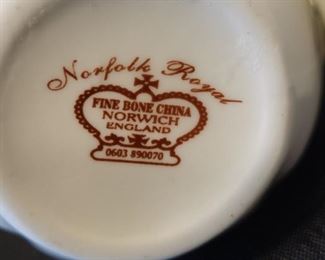 Norfolk Royal
FINE BONE CHINA
NORWICH
ENGLAND
0603 890070